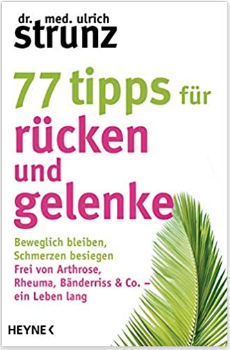 dr. med. ulrich
strunz
77 tipps für
rücken
und
gelenke
Beweglich bleiben,
Schmerzen besiegen
Frei von Arthrose,
Rheuma, Bänderriss & Co. –
ein Leben lang
HEYNE <